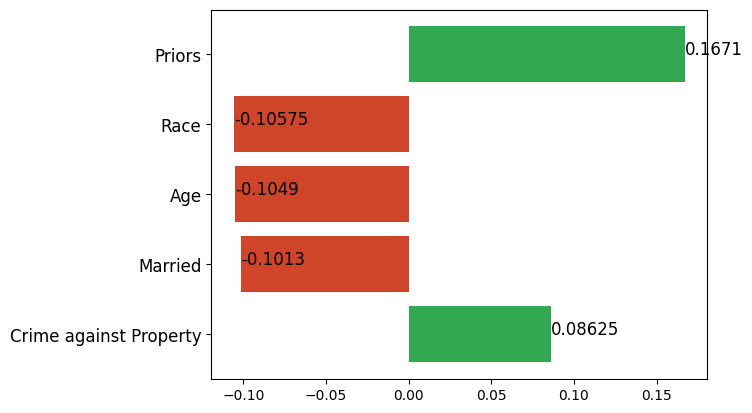 Priors
0.1671
Race
-0.10575
Age
-0.1049
Married
-0.1013
Crime against Property
0.08625
−0.10
−0.05
0.00
0.05
0.10
0.15